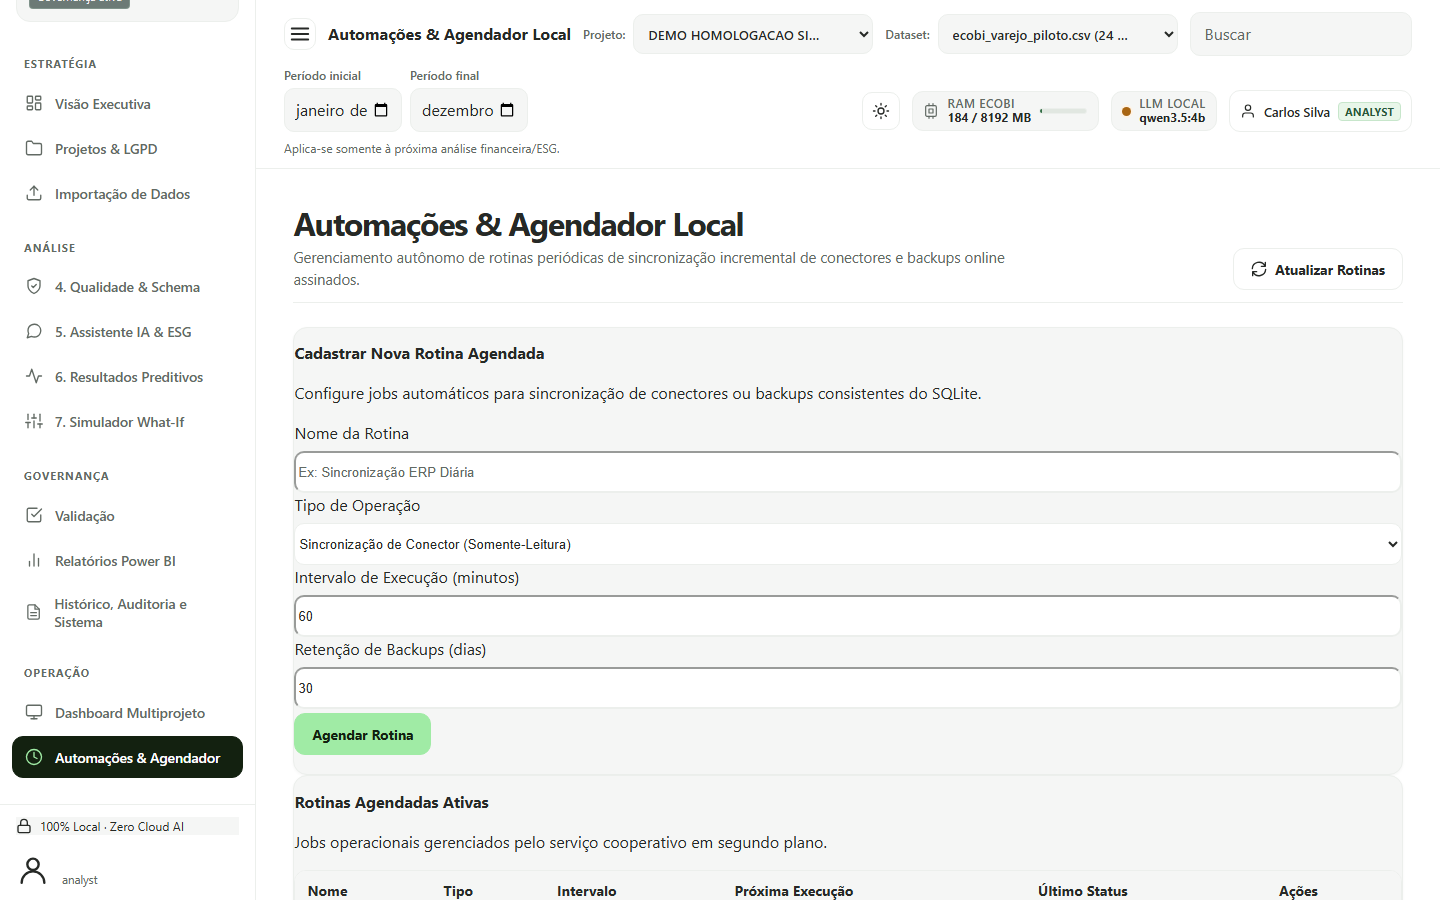 ESTRATÉGIA
Visão Executiva
Projetos & LGPD
Importação de Dados
ANÁLISE
4. Qualidade & Schema
5. Assistente IA & ESG
6. Resultados Preditivos
7. Simulador What-If
GOVERNANÇA
Validação
Relatórios Power BI
Histórico, Auditoria e
Sistema
OPERAÇÃO
Dashboard Multiprojeto
Automações & Agendador
100% Local · Zero Cloud AI
analyst
Automações & Agendador Local
Projeto:
DEMO HOMOLOGACAO SI...
Dataset:
ecobi_varejo_piloto.csv (24 ...
Buscar
Período inicial
Período final
janeiro de
dezembro
RAM ECOBI
184 / 8192 MB
LLM LOCAL
qwen3.5:4b
Carlos Silva
ANALYST
Aplica-se somente à próxima análise financeira/ESG.
Automações & Agendador Local
Gerenciamento autônomo de rotinas periódicas de sincronização incremental de conectores e backups online
assinados.
Atualizar Rotinas
Cadastrar Nova Rotina Agendada
Configure jobs automáticos para sincronização de conectores ou backups consistentes do SQLite.
Nome da Rotina
Ex: Sincronização ERP Diária
Tipo de Operação
Sincronização de Conector (Somente-Leitura)
Intervalo de Execução (minutos)
60
Retenção de Backups (dias)
30
Agendar Rotina
Rotinas Agendadas Ativas
Jobs operacionais gerenciados pelo serviço cooperativo em segundo plano.
Nome Tipo Intervalo Próxima Execução Último Status Ações